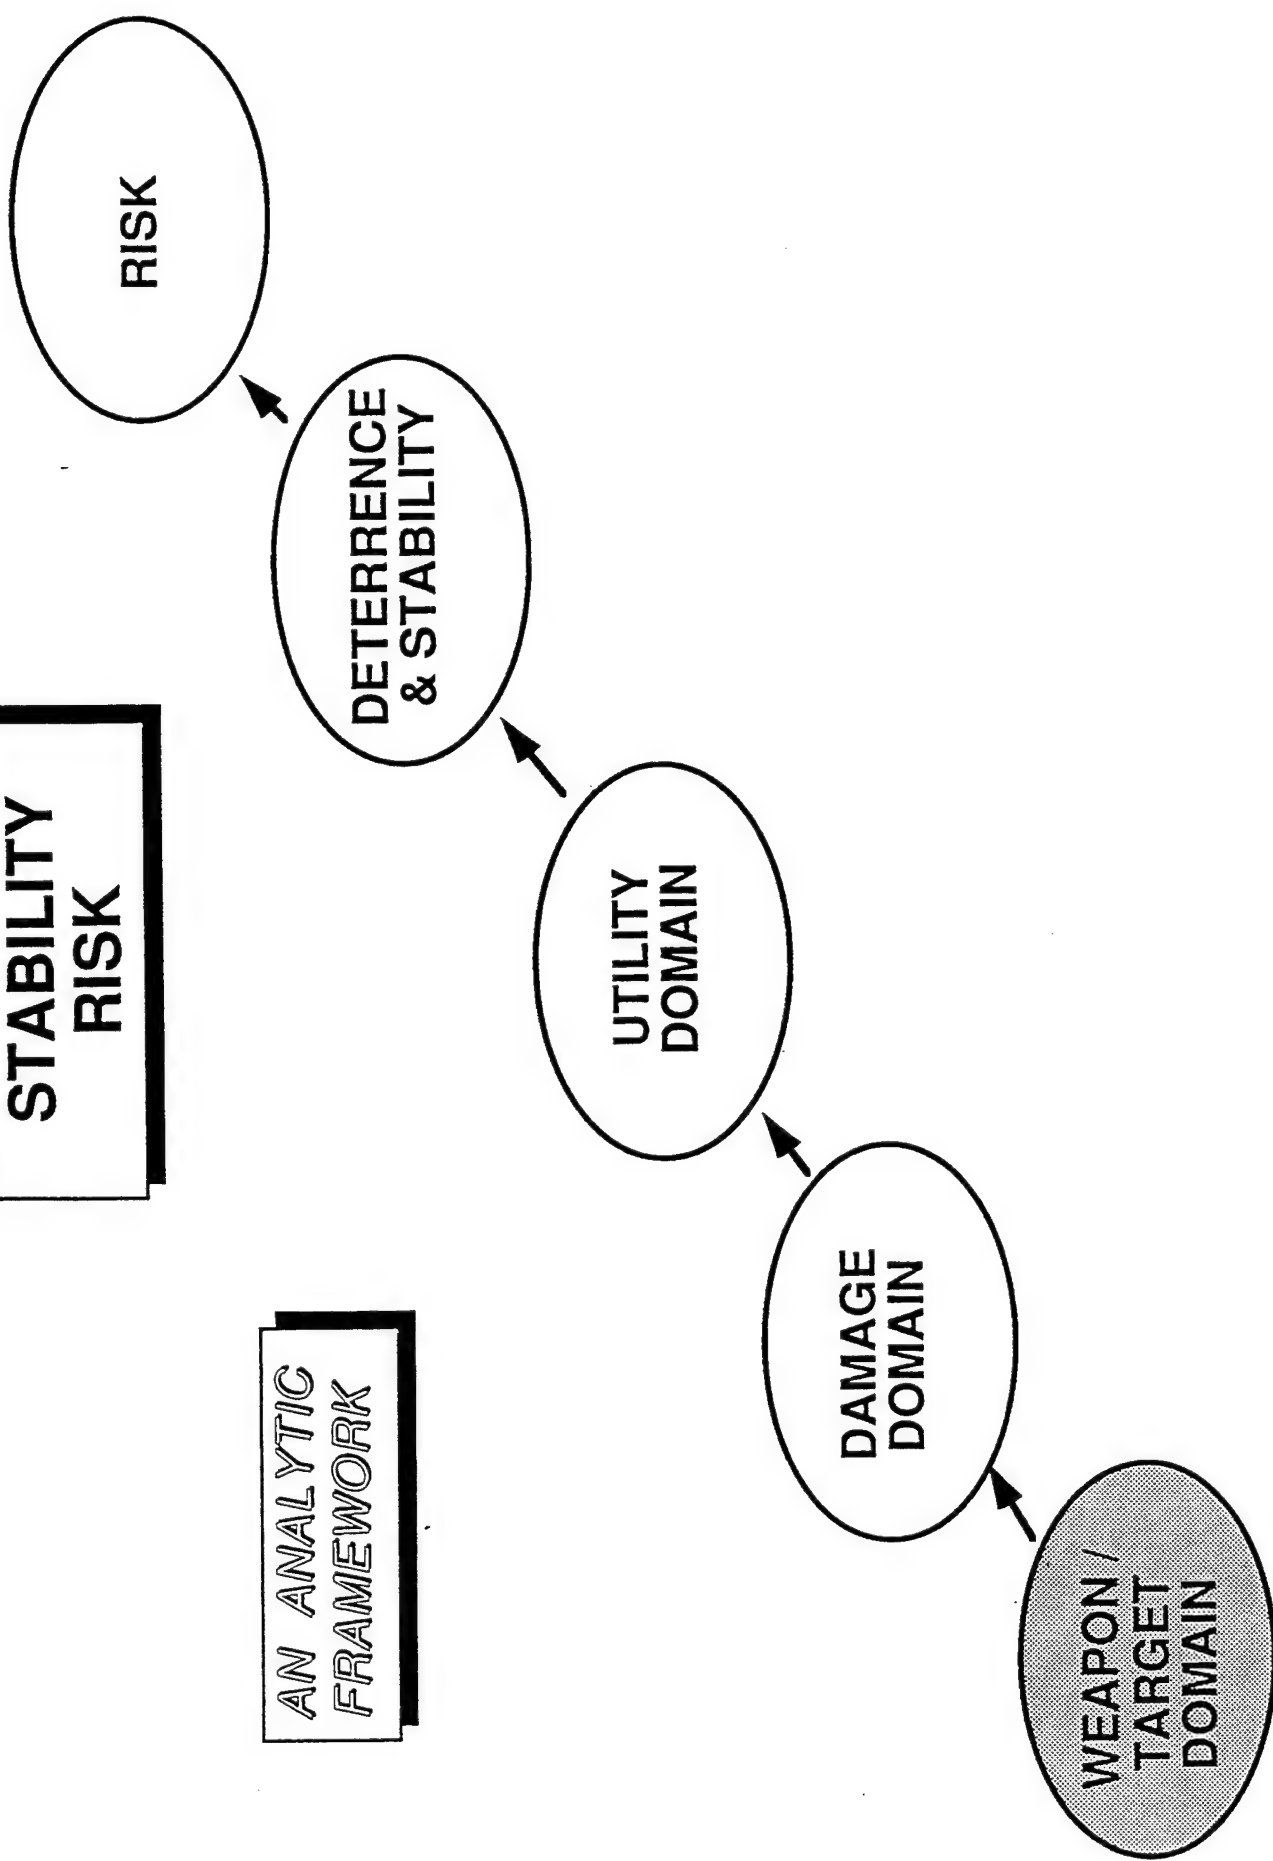 STABILITY
RISK
AN ANALYTIC
FRAMEWORK
WEAPON /
TARGET
DOMAIN
DAMAGE
DOMAIN
UTILITY
DOMAIN
DETERRENCE
& STABILITY
RISK